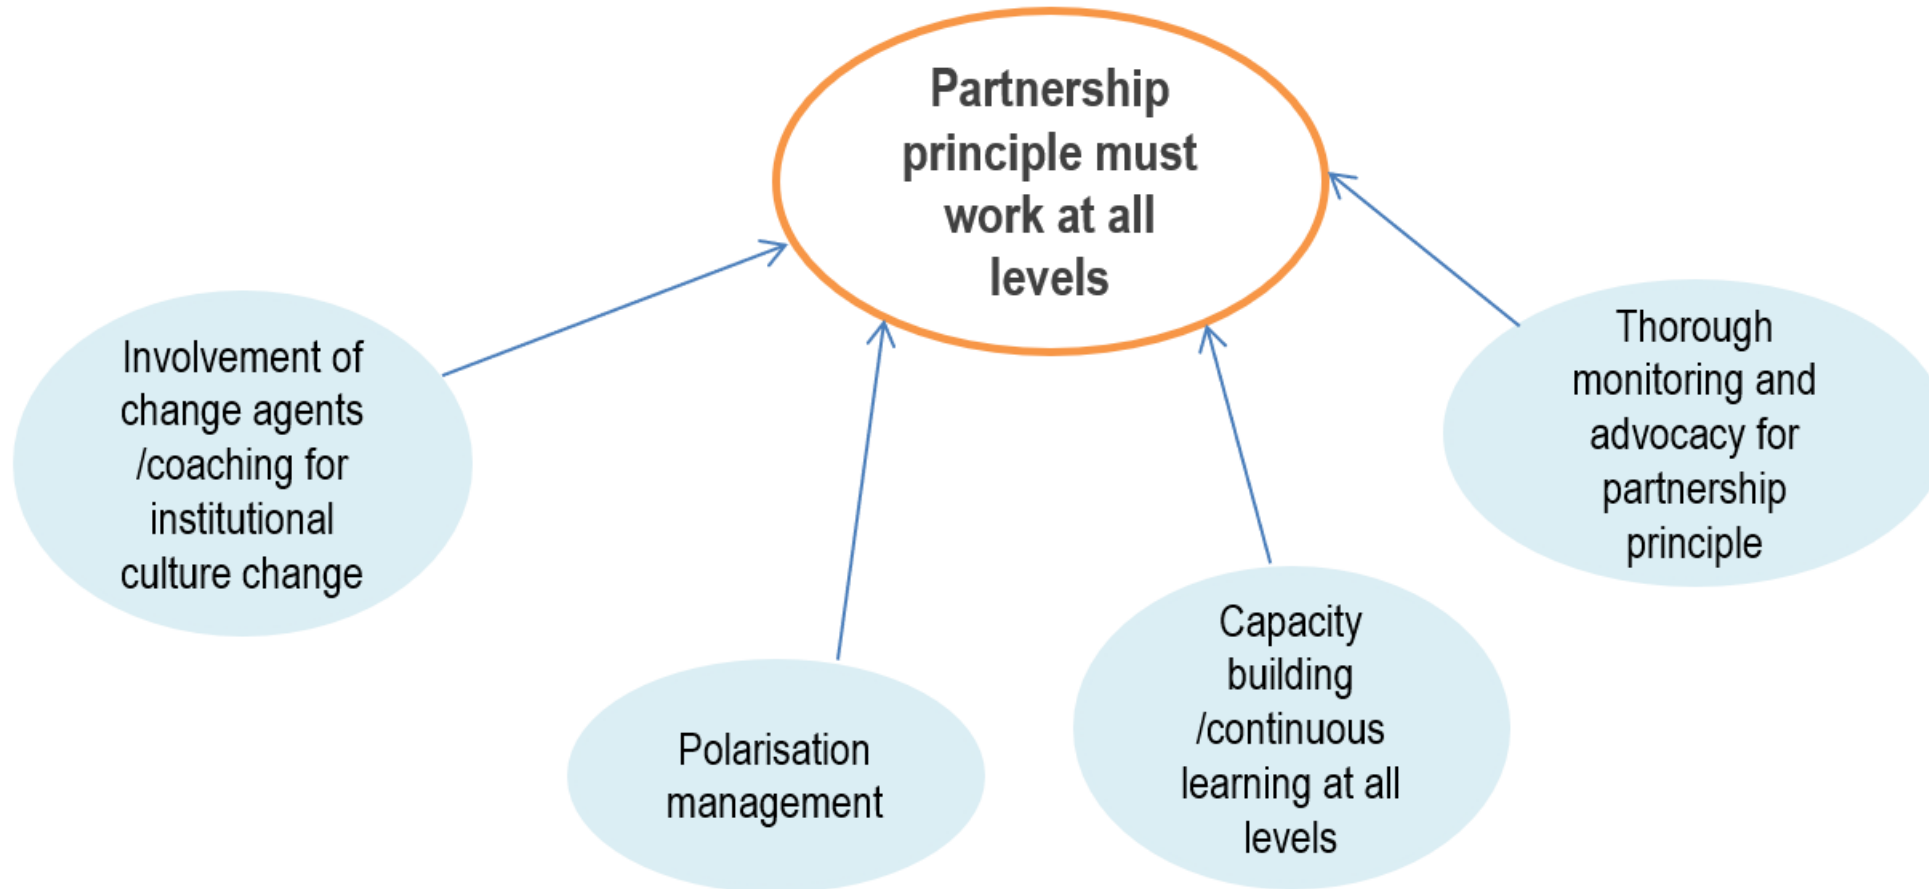 Partnership
principle must
work at all
levels
Involvement of
change agents
/coaching for
institutional
culture change
Polarisation
management
Capacity
building
/continuous
learning at all
levels
Thorough
monitoring and
advocacy for
partnership
principle